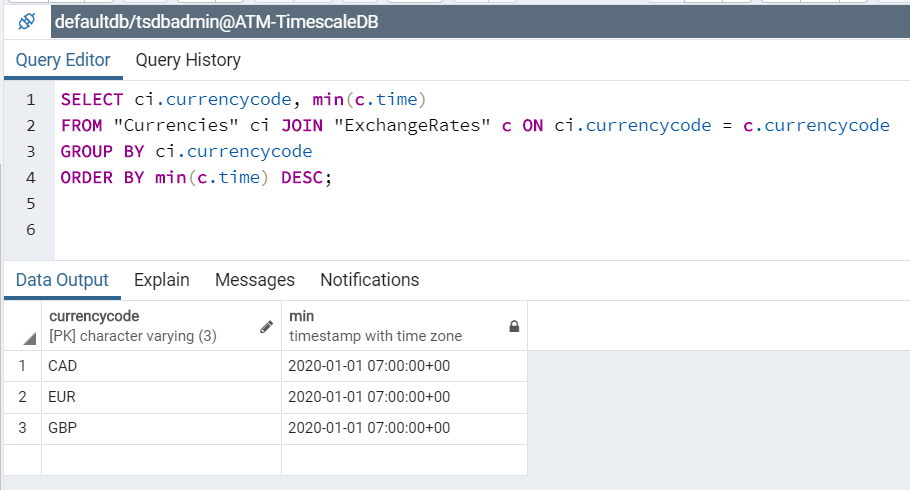 defaultdb/tsdbadmin@ATM-TimescaleDB
Query Editor Query History
1 SELECT ci.currencycode, min(c.time)
2 FROM "Currencies" ci JOIN "ExchangeRates" c ON ci.currencycode = c.currencycode
3 GROUP BY ci.currencycode
4 ORDER BY min(c.time) DESC;
5
6
Data Output Explain Messages Notifications
currencycode min
[PK] character varying (3) timestamp with time zone
1 CAD 2020-01-01 07:00:00+00
2 EUR 2020-01-01 07:00:00+00
3 GBP 2020-01-01 07:00:00+00